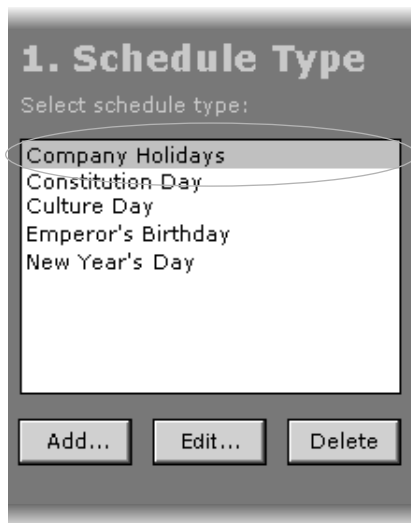 1. Schedule Type
Select schedule type:
Company Holidays
Constitution Day
Culture Day
Emperor's Birthday
New Year's Day
Add... Edit... Delete